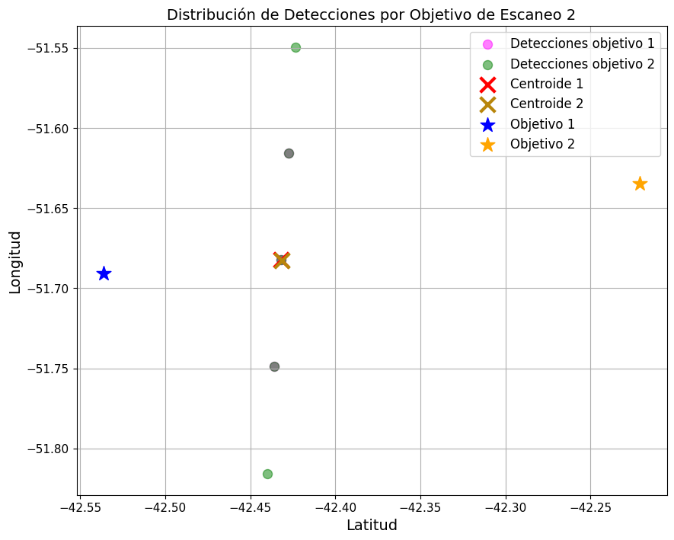 Distribución de Detecciones por Objetivo de Escaneo 2
Detecciones objetivo 1
Detecciones objetivo 2
Centroide 1
Centroide 2
Objetivo 1
Objetivo 2
Longitud
−51.55
−51.60
−51.65
−51.70
−51.75
−51.80
−42.55
−42.50
−42.45
−42.40
−42.35
−42.30
−42.25
Latitud